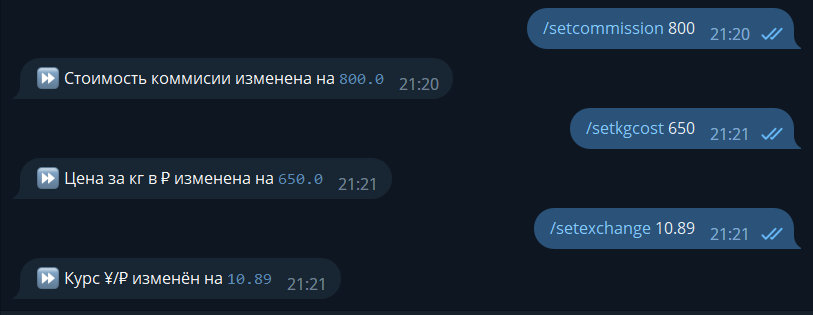 /setcommission 800 21:20
⏩ Стоимость коммисии изменена на 800.0 21:20
/setkgcost 650 21:21
⏩ Цена за кг в ₽ изменена на 650.0 21:21
/setexchange 10.89 21:21
⏩ Курс ¥/₽ изменён на 10.89 21:21